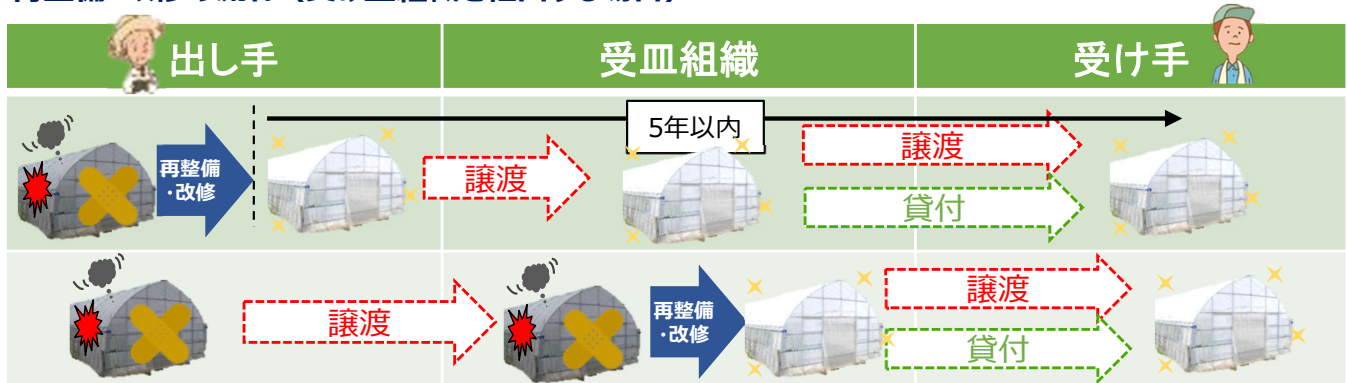 出し手
受皿組織
受け手
5年以内
再整備
・改修
譲渡
譲渡
貸付
譲渡
再整備
・改修
譲渡
貸付